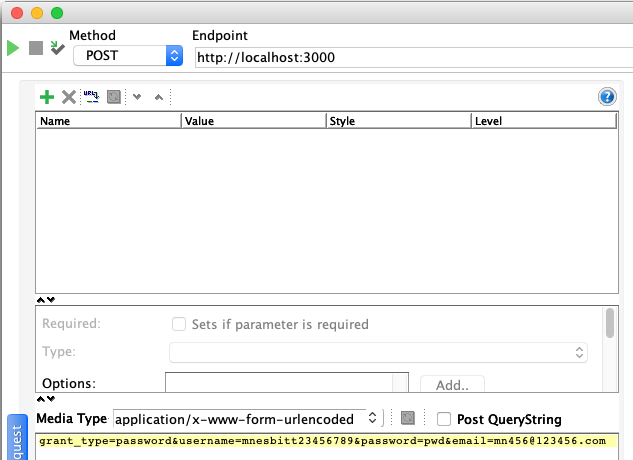 Method Endpoint
POST http://localhost:3000
URL
Name Value Style Level
Required: Sets if parameter is required
Type:
Options: Add..
Media Type application/x-www-form-urlencoded Post QueryString
quest
grant_type=password&username=mnesbitt23456789&password=pwd&email=mn456@123456.com